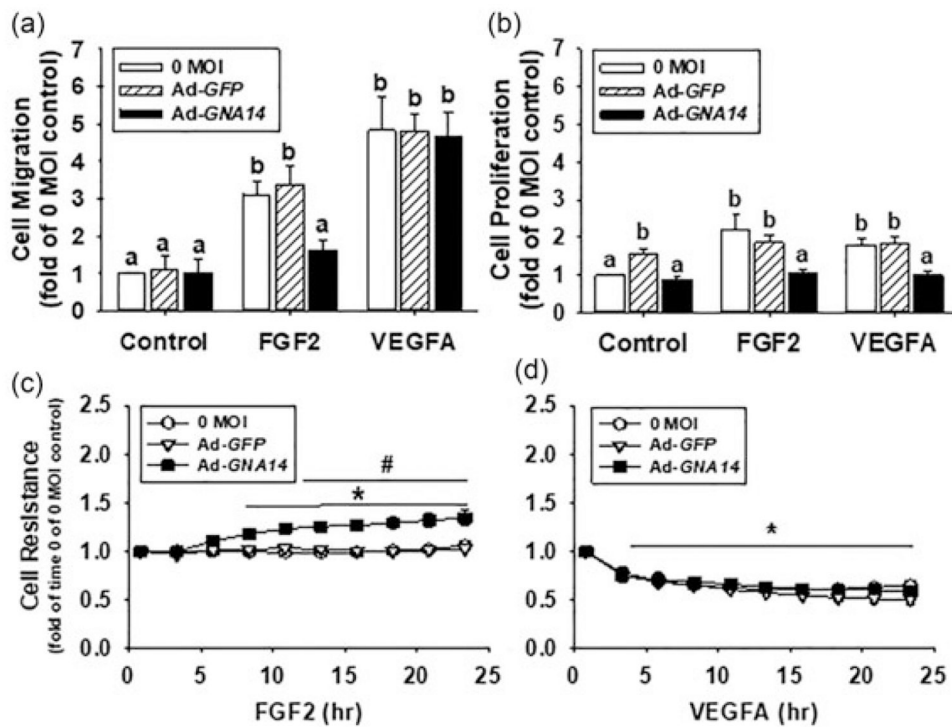 (a)
Cell Migration
(fold of 0 MOI control)
7
6
5
4
3
2
1
0
0 MOI
Ad-GFP
Ad-GNA14
a a a
b b a
b b b
Control FGF2 VEGFA
(b)
Cell Proliferation
(fold of 0 MOI control)
7
6
5
4
3
2
1
0
0 MOI
Ad-GFP
Ad-GNA14
a b a
b b a
b b a
Control FGF2 VEGFA
(c)
Cell Resistance
(fold of time 0 of 0 MOI control)
2.5
2.0
1.5
1.0
0.5
0.0
0 MOI
Ad-GFP
Ad-GNA14
#
*
0 5 10 15 20 25
FGF2 (hr)
(d)
2.5
2.0
1.5
1.0
0.5
0.0
0 MOI
Ad-GFP
Ad-GNA14
*
0 5 10 15 20 25
VEGFA (hr)